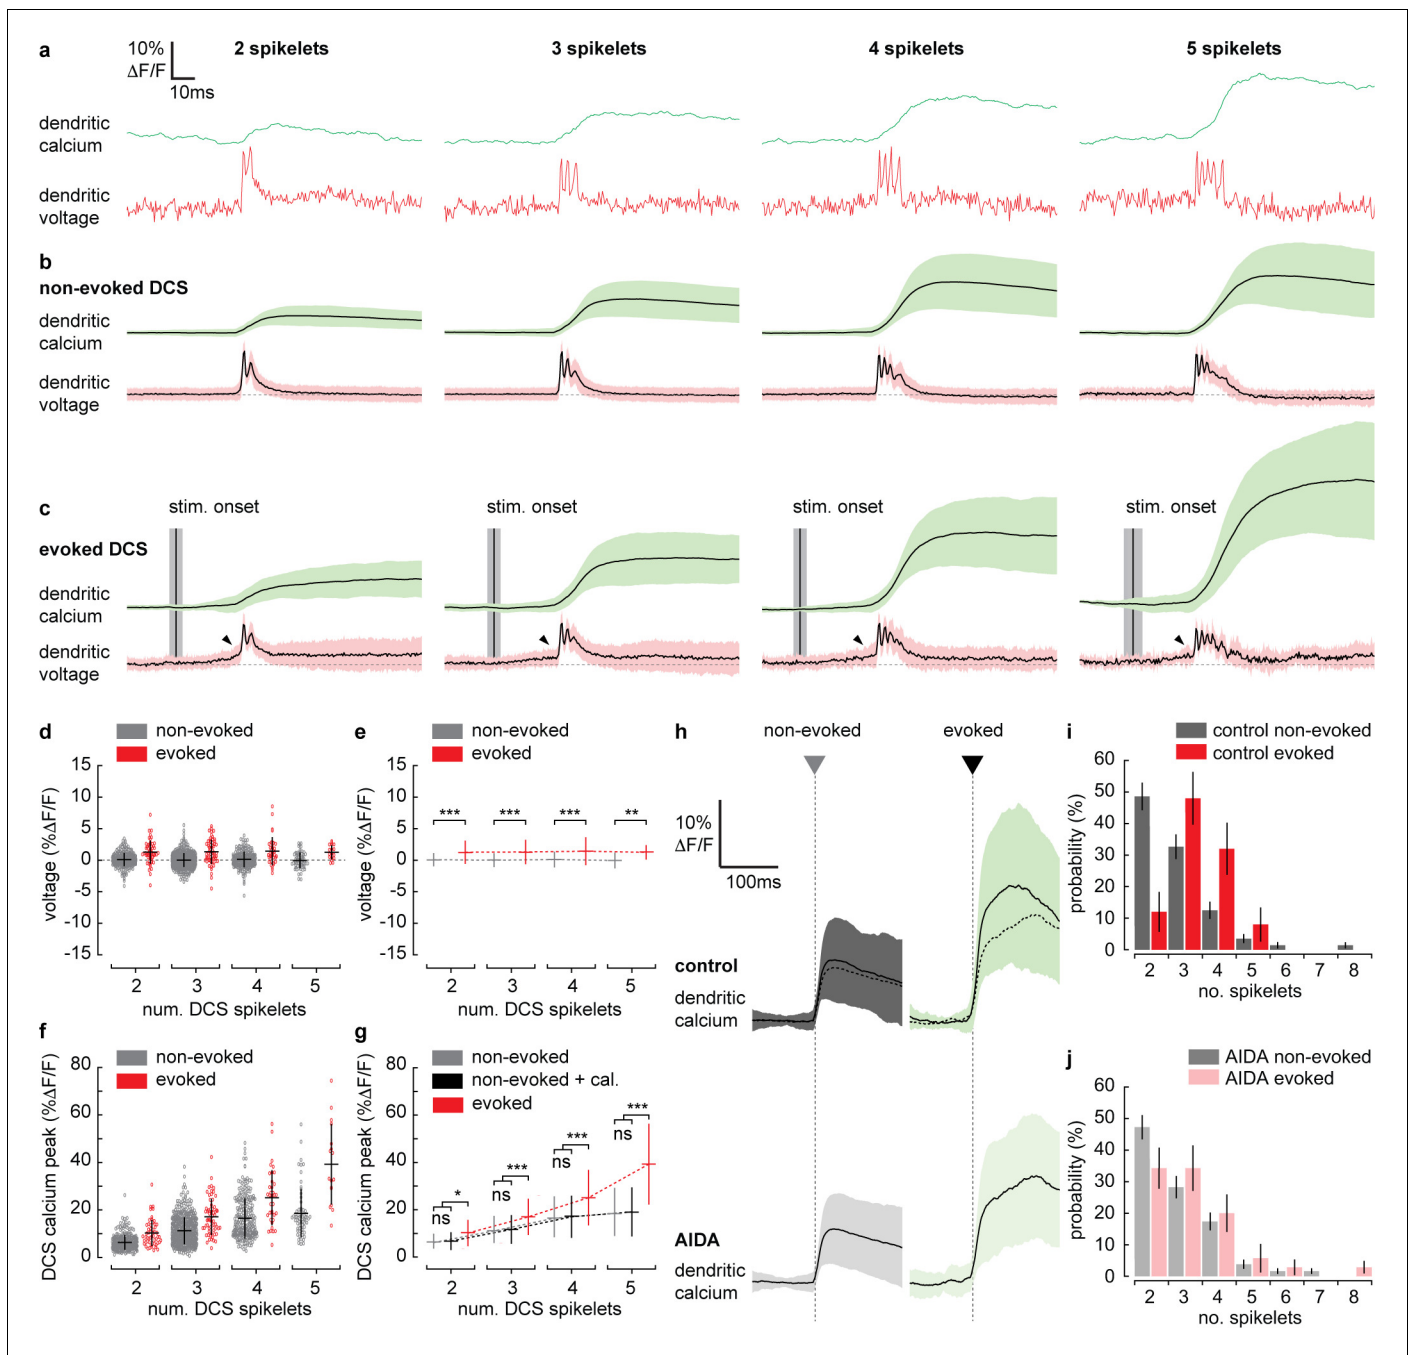 a
10%
ΔF/F
10ms
2 spikelets
3 spikelets
4 spikelets
5 spikelets
dendritic
calcium
dendritic
voltage
b
non-evoked DCS
dendritic
calcium
dendritic
voltage
c
stim. onset
stim. onset
stim. onset
stim. onset
evoked DCS
dendritic
calcium
dendritic
voltage
d
non-evoked
evoked
voltage (%ΔF/F)
15
10
5
0
-5
-10
-15
2 3 4 5
num. DCS spikelets
e
non-evoked
evoked
voltage (%ΔF/F)
15
10
5
0
-5
-10
-15
*** *** *** **
2 3 4 5
num. DCS spikelets
f
non-evoked
evoked
DCS calcium peak (%ΔF/F)
80
60
40
20
0
2 3 4 5
num. DCS spikelets
g
non-evoked
non-evoked + cal.
evoked
DCS calcium peak (%ΔF/F)
80
60
40
20
0
* *** *** ***
ns ns ns ns
2 3 4 5
num. DCS spikelets
h
non-evoked
evoked
10%
ΔF/F
100ms
control
dendritic
calcium
AIDA
dendritic
calcium
i
control non-evoked
control evoked
probability (%)
60
50
40
30
20
10
0
2 3 4 5 6 7 8
no. spikelets
j
AIDA non-evoked
AIDA evoked
probability (%)
60
50
40
30
20
10
0
2 3 4 5 6 7 8
no. spikelets